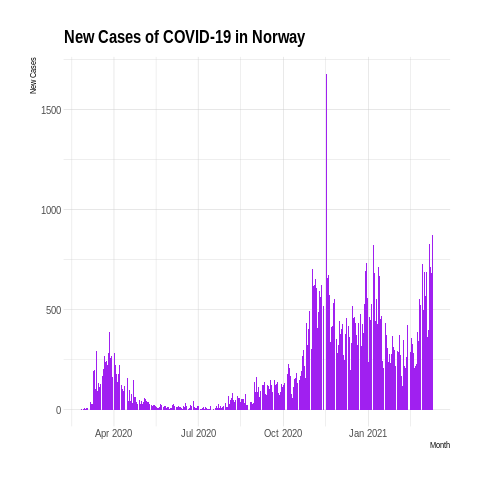 New Cases of COVID-19 in Norway
New Cases
1500
1000
500
0
Apr 2020
Jul 2020
Oct 2020
Jan 2021
Month